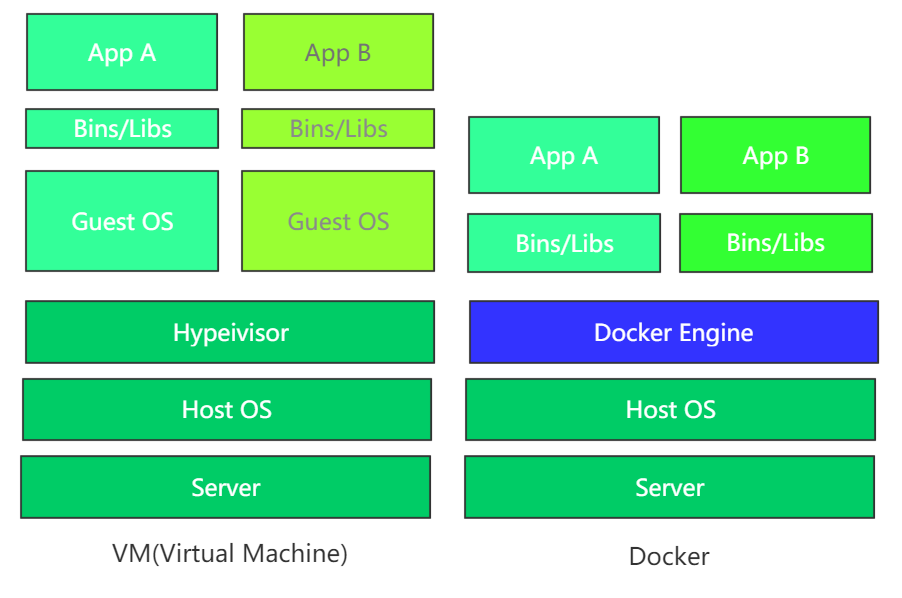 App A
App B
Bins/Libs
Bins/Libs
Guest OS
Guest OS
Hypeivisor
Host OS
Server
VM(Virtual Machine)
App A
App B
Bins/Libs
Bins/Libs
Docker Engine
Host OS
Server
Docker